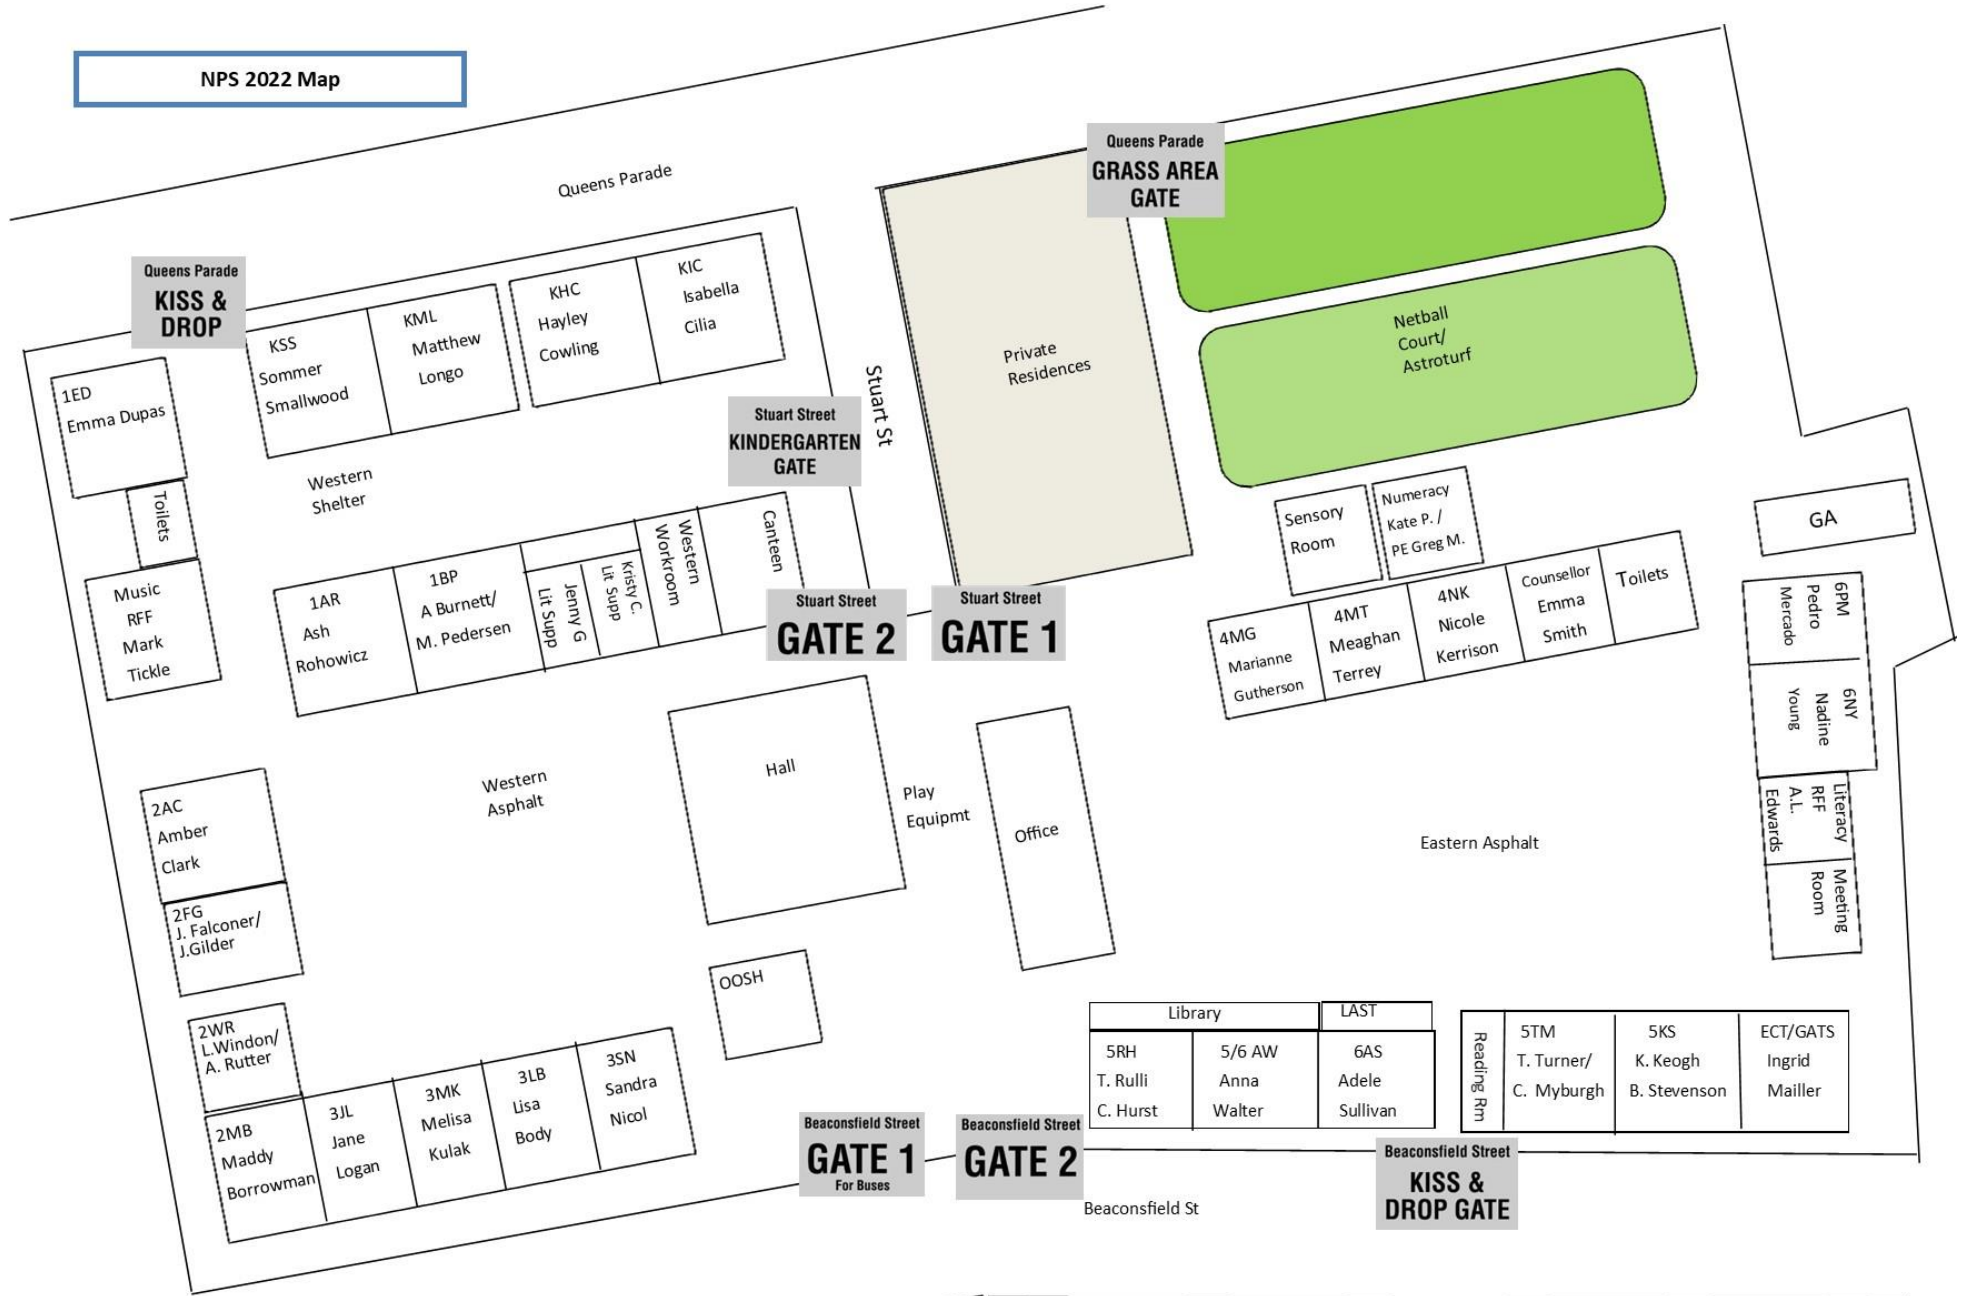 NPS 2022 Map
Queens Parade
Queens Parade
GRASS AREA
GATE
Queens Parade
KISS &
DROP
1ED
Emma Dupas
KSS
Sommer
Smallwood
KML
Matthew
Longo
KHC
Hayley
Cowling
KIC
Isabella
Cilia
Stuart St
Private
Residences
Netball
Court/
Astroturf
Stuart Street
KINDERGARTEN
GATE
Western
Shelter
Toilets
Music
RFF
Mark
Tickle
1AR
Ash
Rohowicz
1BP
A Burnett/
M. Pedersen
Jenny G
Lit Supp
Kristy C.
Lit Supp
Western
Workroom
Canteen
Stuart Street
GATE 2
Stuart Street
GATE 1
Sensory
Room
Numeracy
Kate P. /
PE Greg M.
4MG
Marianne
Gutherson
4MT
Meaghan
Terrey
4NK
Nicole
Kerrison
Counsellor
Emma
Smith
Toilets
GA
6PM
Pedro
Mercado
6NY
Nadine
Young
Literacy
RFF
A.L.
Edwards
Meeting
Room
2AC
Amber
Clark
2FG
J. Falconer/
J.Gilder
Western
Asphalt
Hall
Play
Equipmt
Office
Eastern Asphalt
2WR
L.Windon/
A. Rutter
OOSH
2MB
Maddy
Borrowman
3JL
Jane
Logan
3MK
Melisa
Kulak
3LB
Lisa
Body
3SN
Sandra
Nicol
Library
LAST
5RH
T. Rulli
C. Hurst
5/6 AW
Anna
Walter
6AS
Adele
Sullivan
Reading Rm
5TM
T. Turner/
C. Myburgh
5KS
K. Keogh
B. Stevenson
ECT/GATS
Ingrid
Mailler
Beaconsfield Street
GATE 1
For Buses
Beaconsfield Street
GATE 2
Beaconsfield Street
KISS &
DROP GATE
Beaconsfield St